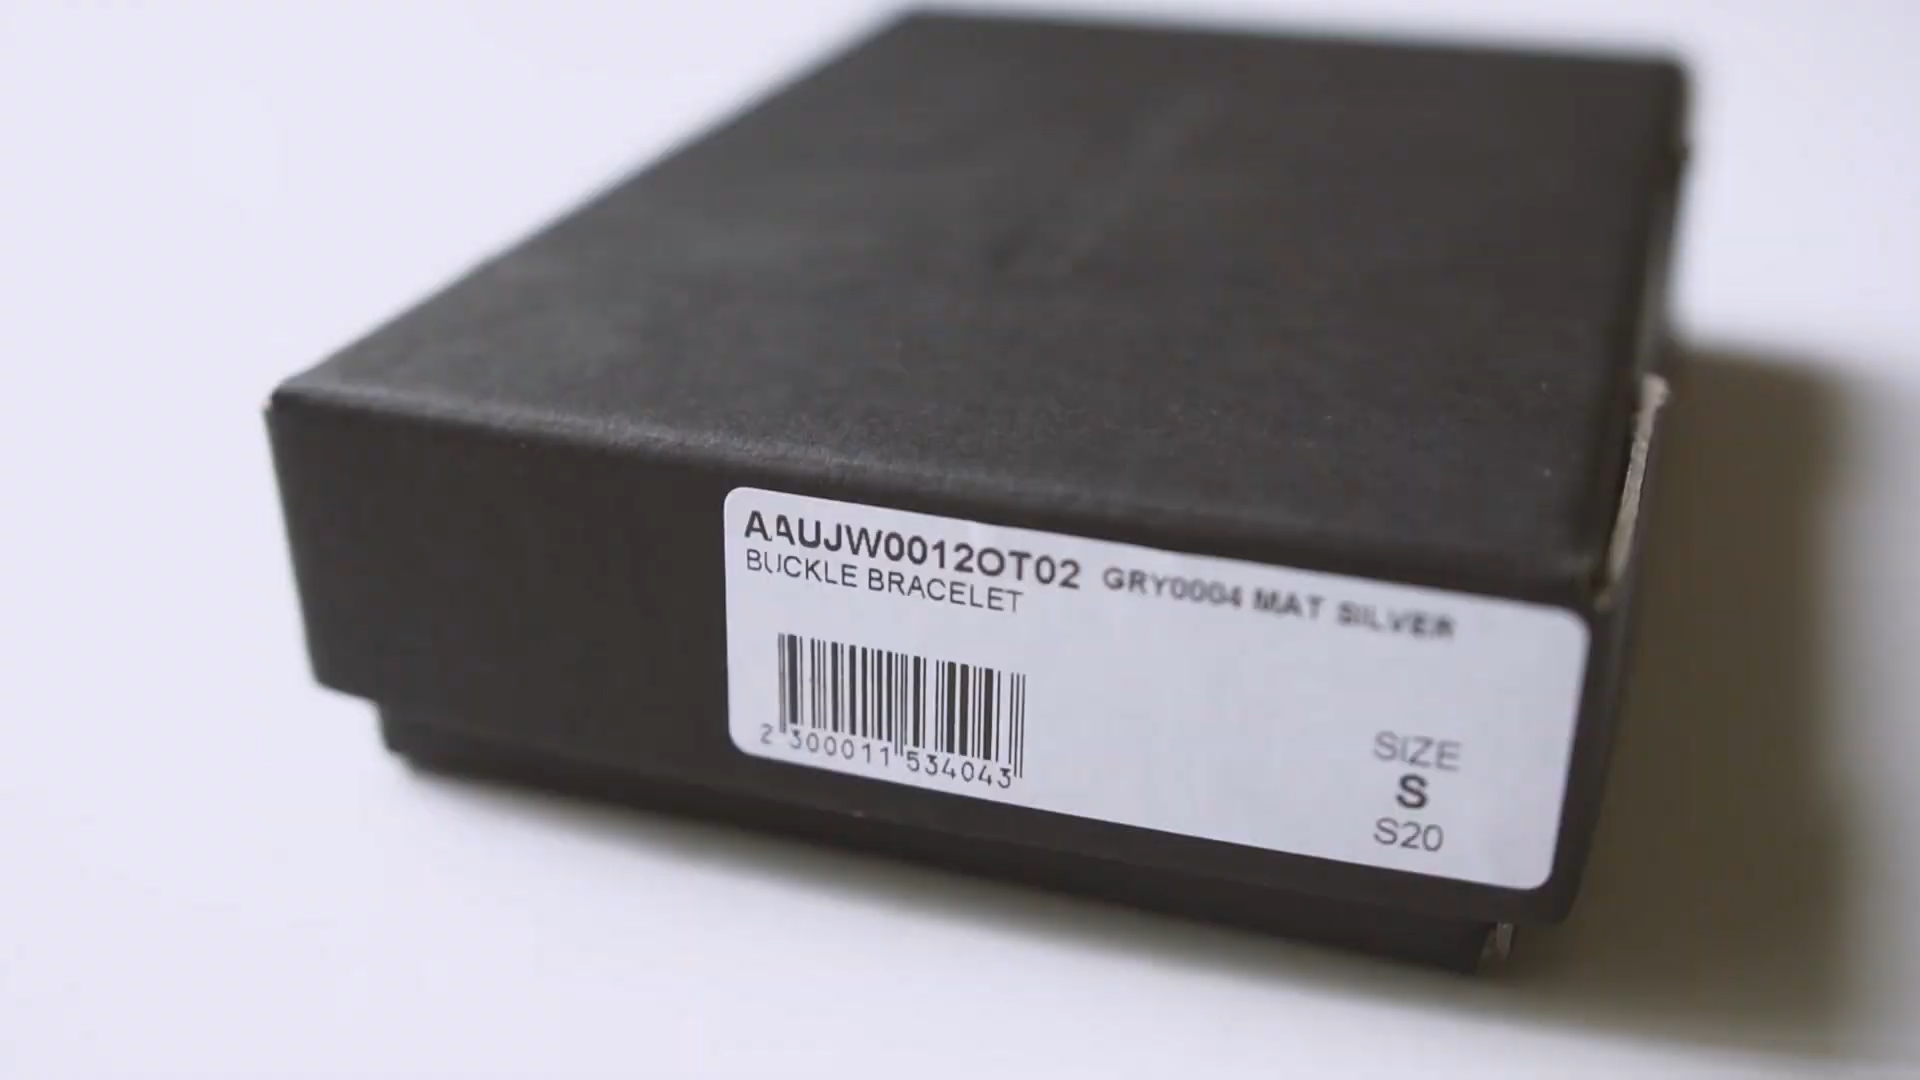 AAUJW0012OT02 GRY0004 MAT SILVER
BUCKLE BRACELET
2 300011 534043
SIZE
S
S20